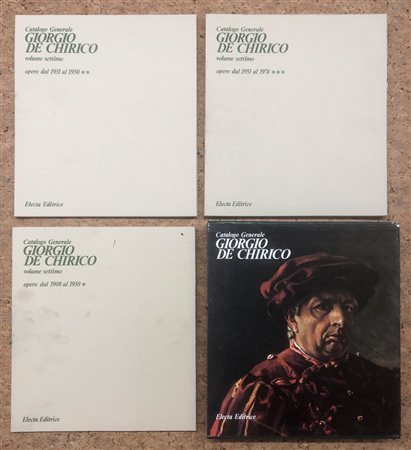 Catalogo Generale
GIORGIO
DE CHIRICO
volume settimo
opere dal 1931 al 1950 **
Electa Editrice
Catalogo Generale
GIORGIO
DE CHIRICO
volume settimo
opere dal 1951 al 1974 ***
Electa Editrice
Catalogo Generale
GIORGIO
DE CHIRICO
volume settimo
opere dal 1908 al 1930 *
Electa Editrice
Catalogo Generale
GIORGIO
DE CHIRICO
Electa Editrice